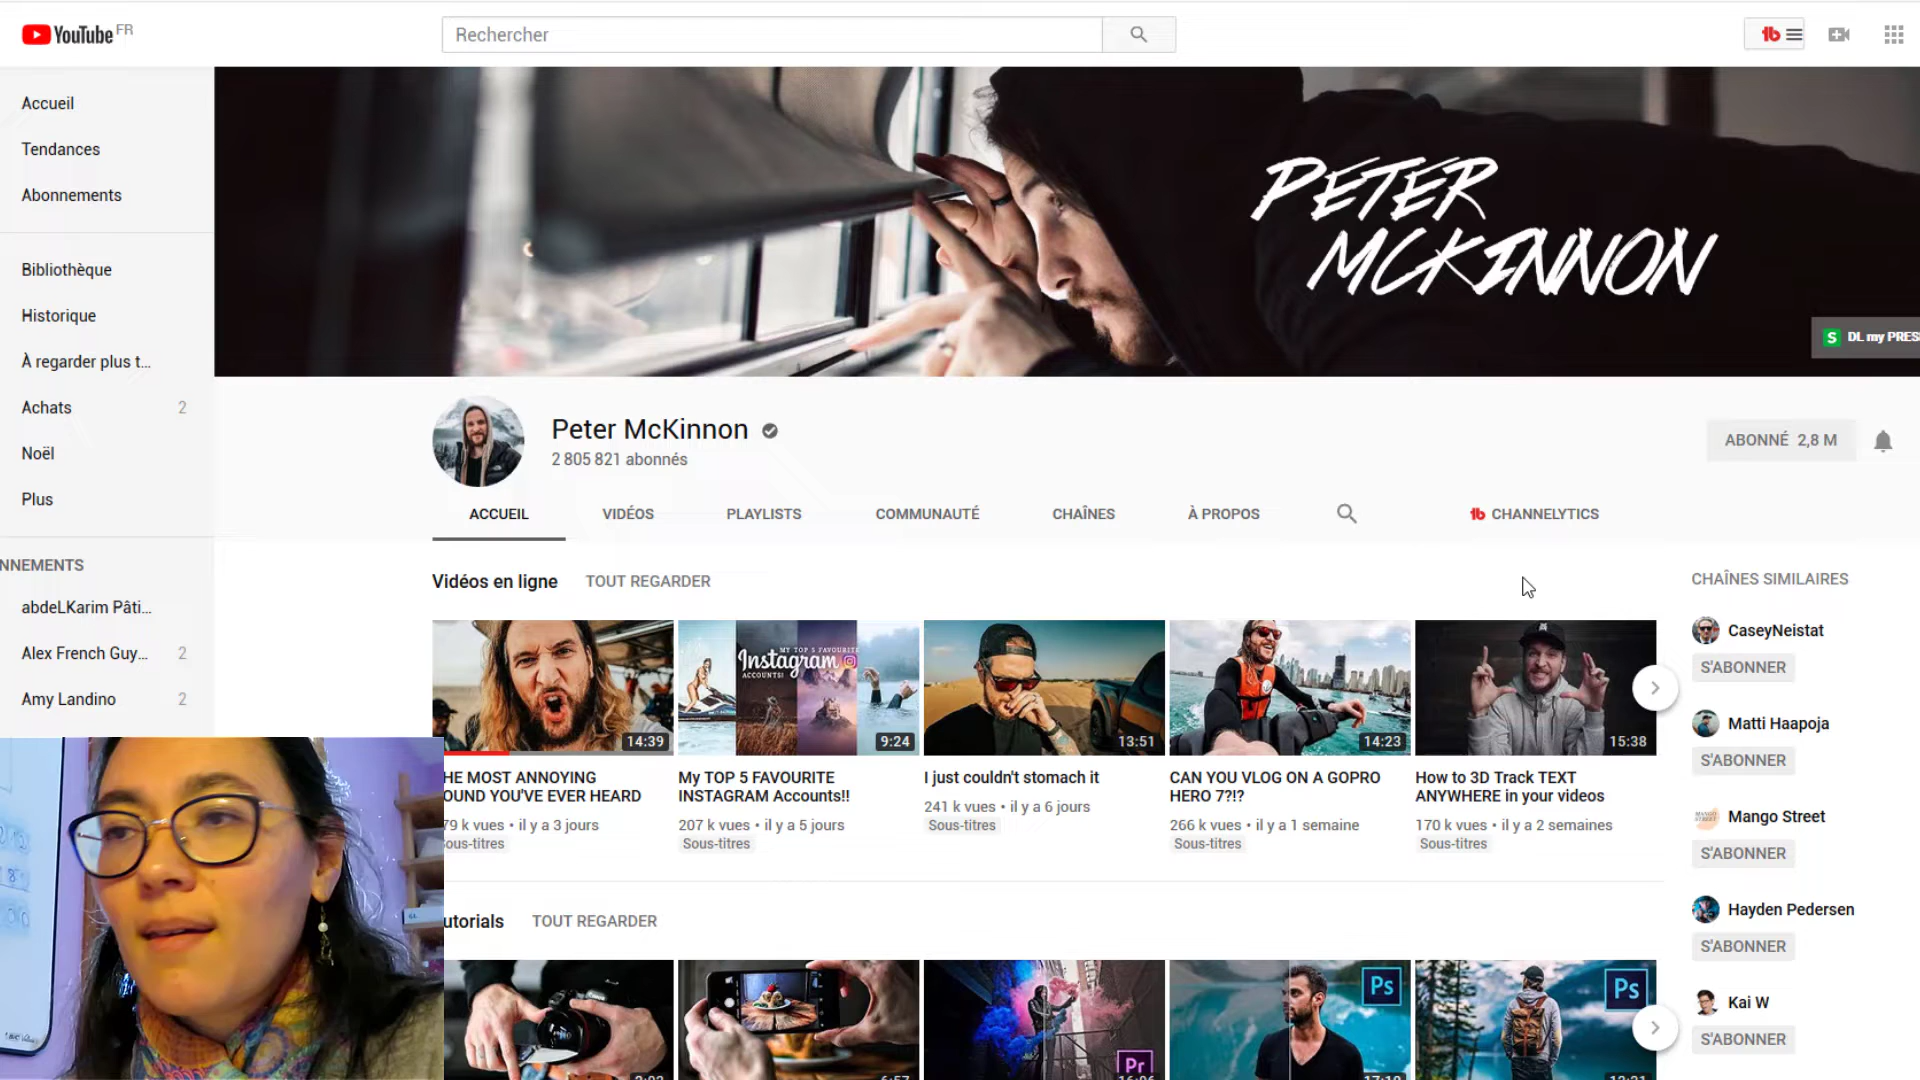 YouTube FR
Rechercher
Accueil
Tendances
Abonnements
Bibliothèque
Historique
À regarder plus t...
Achats 2
Noël
Plus
NNEMENTS
abdeLKarim Pâti...
Alex French Guy... 2
Amy Landino 2
PETER
MCKINNON
S DL my PRES
Peter McKinnon
2 805 821 abonnés
ABONNÉ 2,8 M
ACCUEIL VIDÉOS PLAYLISTS COMMUNAUTÉ CHAÎNES À PROPOS CHANNELYTICS
Vidéos en ligne TOUT REGARDER
14:39
MY TOP 5 FAVOURITE
Instagram
ACCOUNTS!
9:24
13:51
14:23
15:38
HE MOST ANNOYING
OUND YOU'VE EVER HEARD
79 k vues • il y a 3 jours
ous-titres
My TOP 5 FAVOURITE
INSTAGRAM Accounts!!
207 k vues • il y a 5 jours
Sous-titres
I just couldn't stomach it
241 k vues • il y a 6 jours
Sous-titres
CAN YOU VLOG ON A GOPRO
HERO 7?!?
266 k vues • il y a 1 semaine
Sous-titres
How to 3D Track TEXT
ANYWHERE in your videos
170 k vues • il y a 2 semaines
Sous-titres
utorials TOUT REGARDER
Pr
Ps
Ps
CHAÎNES SIMILAIRES
CaseyNeistat
S'ABONNER
Matti Haapoja
S'ABONNER
Mango Street
S'ABONNER
Hayden Pedersen
S'ABONNER
Kai W
S'ABONNER